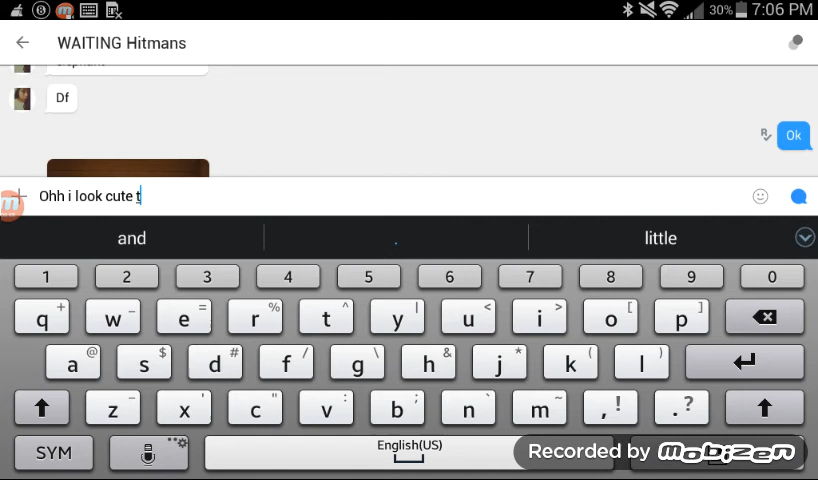 30% 7:06 PM
WAITING Hitmans
Df
Ok
Ohh i look cute t
and . little
1 2 3 4 5 6 7 8 9 0
q + w _ e = r % t ^ y | u < i > o [ p ]
a @ s $ d # f / g \ h & j * k ( l )
z - x ' c " v : b ; n ` m ~ , ! . ?
SYM English(US)
Recorded by mobizen